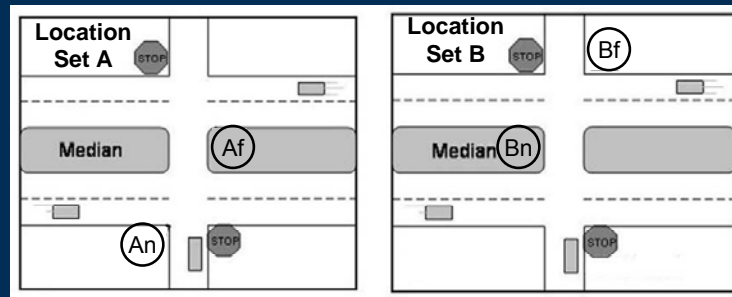 Location
Set A
STOP
Median
Af
An
STOP
Location
Set B
STOP
Bf
Median
Bn
STOP